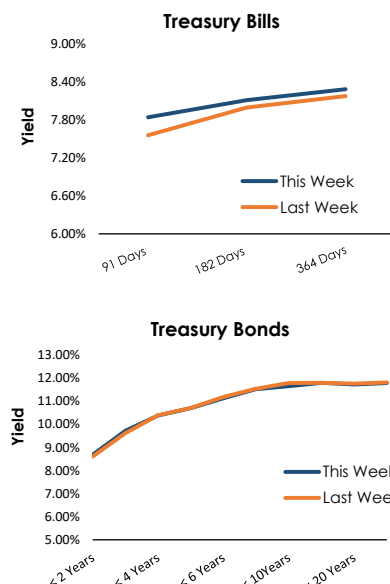 Treasury Bills
9.00%
8.40%
7.80%
7.20%
6.60%
6.00%
Yield
This Week
Last Week
91 Days
182 Days
364 Days
Treasury Bonds
13.00%
12.00%
11.00%
10.00%
9.00%
8.00%
7.00%
6.00%
5.00%
Yield
This Week
Last Wee
2 Years
4 Years
6 Years
10Years
20 Years